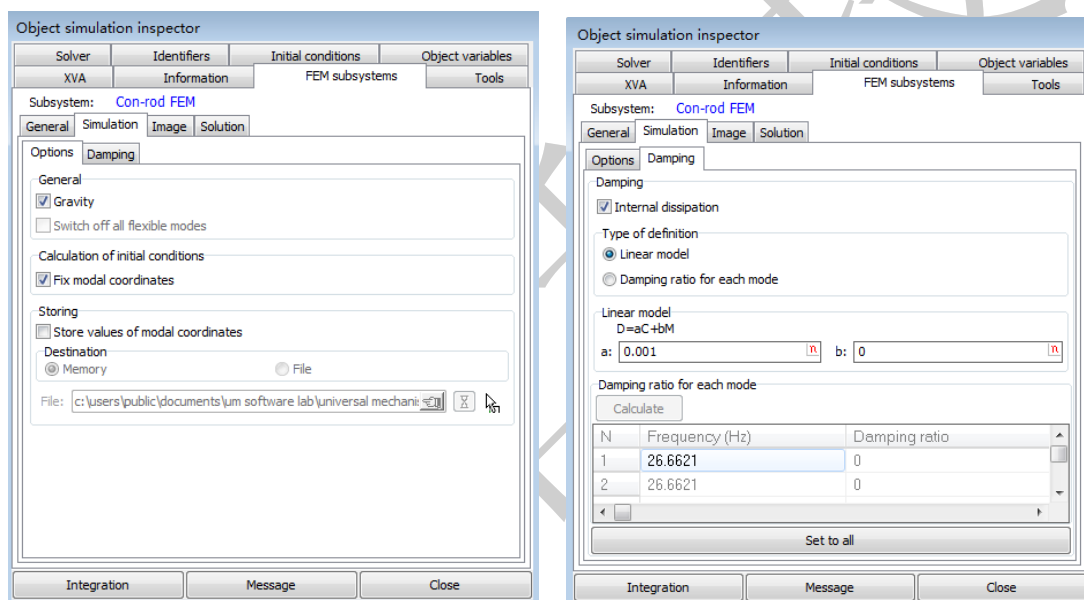 Object simulation inspector
Solver Identifiers Initial conditions Object variables
XVA Information FEM subsystems Tools
Subsystem: Con-rod FEM
General Simulation Image Solution
Options Damping
General
Gravity
Switch off all flexible modes
Calculation of initial conditions
Fix modal coordinates
Storing
Store values of modal coordinates
Destination
Memory File
File: c:\users\public\documents\um software lab\universal mechani
Integration Message Close
Object simulation inspector
Solver Identifiers Initial conditions Object variables
XVA Information FEM subsystems Tools
Subsystem: Con-rod FEM
General Simulation Image Solution
Options Damping
Damping
Internal dissipation
Type of definition
Linear model
Damping ratio for each mode
Linear model
D=aC+bM
a: 0.001 n b: 0 n
Damping ratio for each mode
Calculate
N Frequency (Hz) Damping ratio
1 26.6621 0
2 26.6621 0
Set to all
Integration Message Close